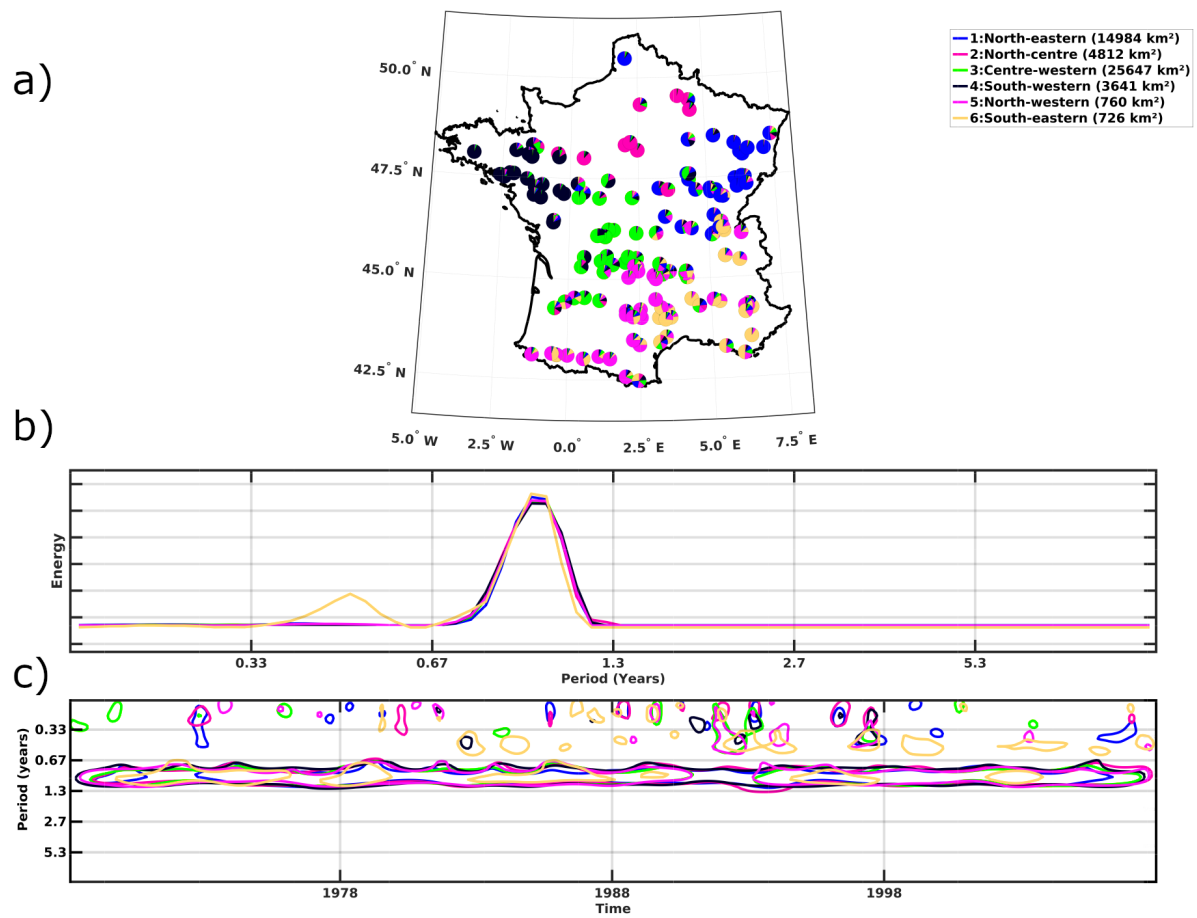 a)
50.0° N
47.5° N
45.0° N
42.5° N
5.0° W
2.5° W
0.0°
2.5° E
5.0° E
7.5° E
1:North-eastern (14984 km²)
2:North-centre (4812 km²)
3:Centre-western (25647 km²)
4:South-western (3641 km²)
5:North-western (760 km²)
6:South-eastern (726 km²)
b)
Energy
0.33
0.67
1.3
2.7
5.3
Period (Years)
c)
Period (years)
0.33
0.67
1.3
2.7
5.3
1978
1988
1998
Time